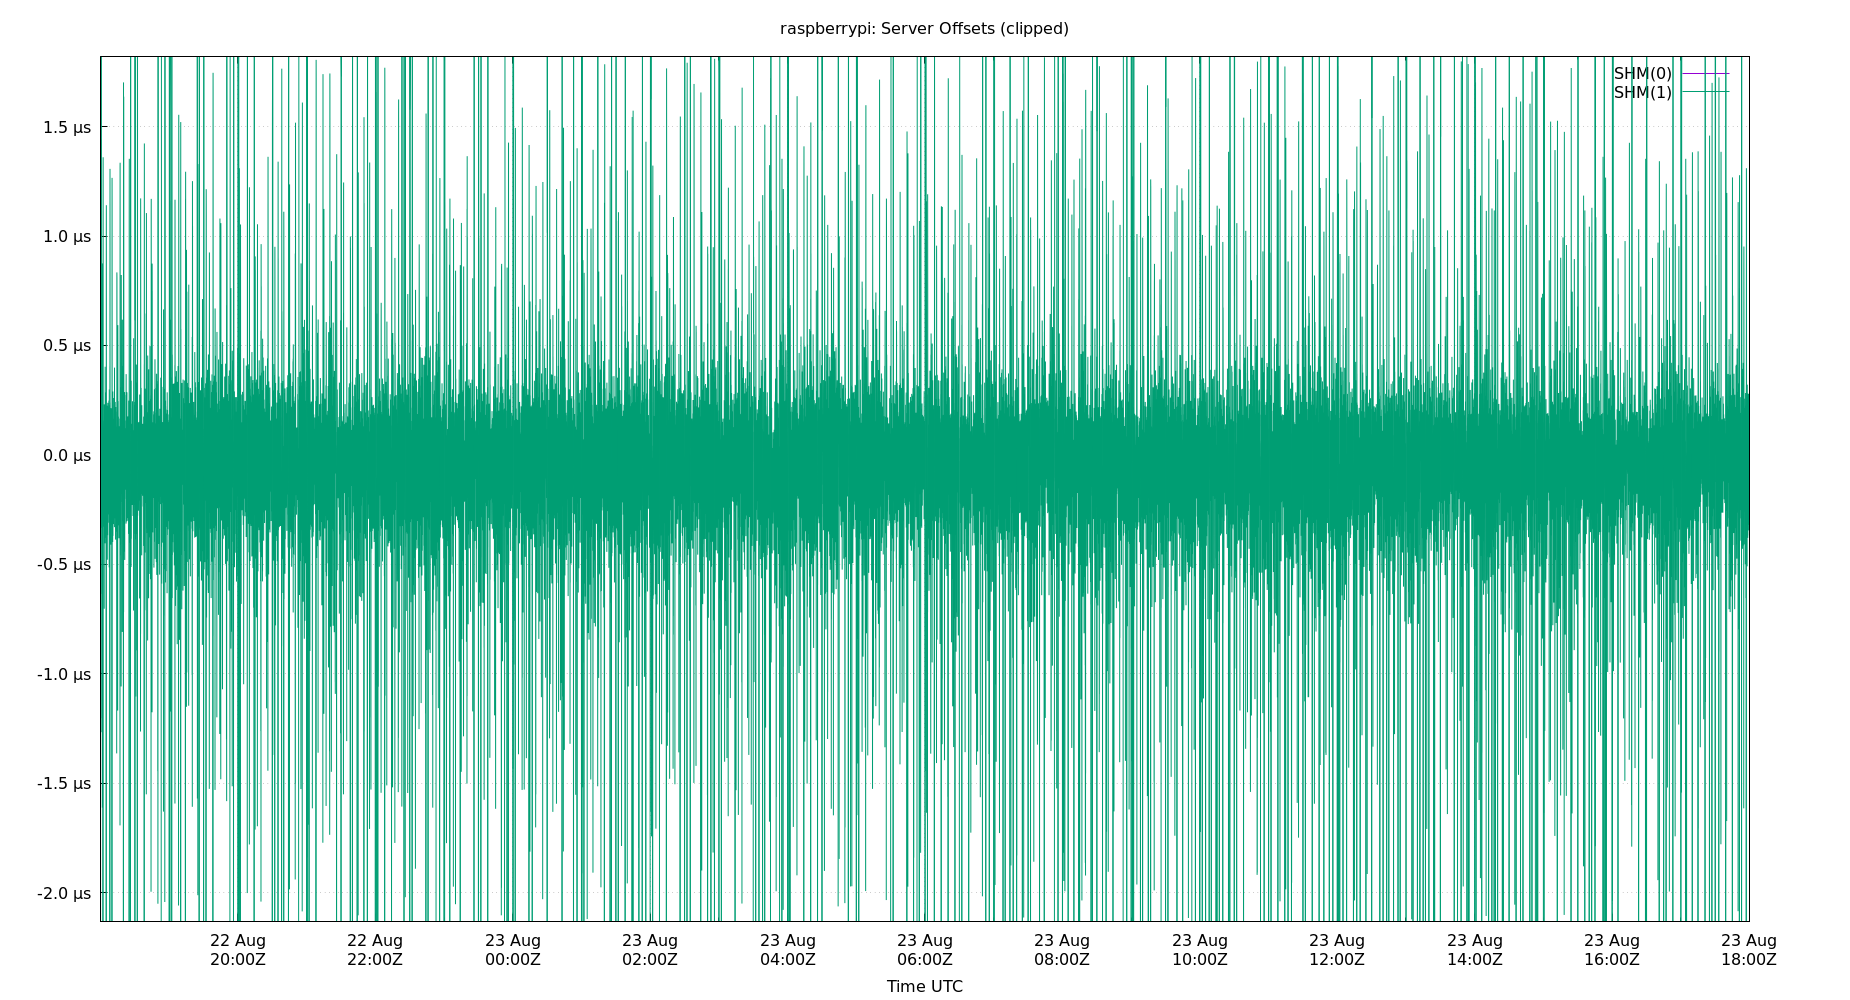 raspberrypi: Server Offsets (clipped)
SHM(0)
SHM(1)
1.5 µs
1.0 µs
0.5 µs
0.0 µs
-0.5 µs
-1.0 µs
-1.5 µs
-2.0 µs
22 Aug 22 Aug 23 Aug 23 Aug 23 Aug 23 Aug 23 Aug 23 Aug 23 Aug 23 Aug 23 Aug 23 Aug
20:00Z 22:00Z 00:00Z 02:00Z 04:00Z 06:00Z 08:00Z 10:00Z 12:00Z 14:00Z 16:00Z 18:00Z
Time UTC